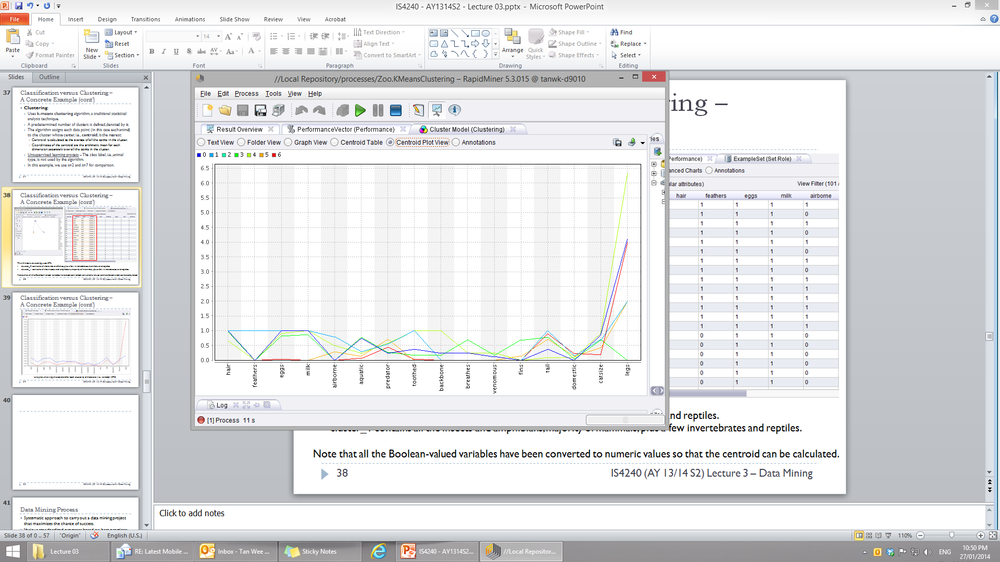 IS4240 - AY1314S2 - Lecture 03.pptx - Microsoft PowerPoint
File Home Insert Design Transitions Animations Slide Show Review View Acrobat
Paste
Cut
Copy
Format Painter
Clipboard
New Slide
Layout
Reset
Section
Slides
14
B I U S abc AV Aa A
Font
Text Direction
Align Text
Convert to SmartArt
Paragraph
Arrange
Quick Styles
Shape Fill
Shape Outline
Shape Effects
Drawing
Find
Replace
Select
Editing
Slides Outline
37
Classification versus Clustering –
A Concrete Example (cont')
Clustering:
Uses k-means clustering algorithm, a traditional statistical
analysis technique.
A predetermined number of clusters is defined, denoted by k.
The algorithm assigns each data point (in this case each animal)
to the cluster whose center, i.e., centroid, is the nearest:
Centroid is calculated as the average of all the points in the cluster.
Coordinates of the centroid are the arithmetic mean for each
dimension separately over all the points in the cluster.
Unsupervised learning process – The class label, i.e., animal
type, is not used by the algorithm.
In this example, we use k=2 and k=7 for comparison.
38
Classification versus Clustering –
A Concrete Example (cont')
39
Classification versus Clustering –
A Concrete Example (cont')
40
41
Data Mining Process
Systematic approach to carry out a data mining project
that maximizes the chance of success.
//Local Repository/processes/Zoo.KMeansClustering – RapidMiner 5.3.015 @ tanwk-d9010
File Edit Process Tools View Help
Result Overview
PerformanceVector (Performance)
Cluster Model (Clustering)
Text View Folder View Graph View Centroid Table Centroid Plot View Annotations
0 1 2 3 4 5 6
6.5
6.0
5.5
5.0
4.5
4.0
3.5
3.0
2.5
2.0
1.5
1.0
0.5
0.0
hair feathers eggs milk airborne aquatic predator toothed backbone breathes venomous fins tail domestic catsize legs
Log
[1] Process 11 s
ries
ring –
erformance)
ExampleSet (Set Role)
anced Charts Annotations
ular attributes)
View Filter (101 /
hair feathers eggs milk airborne
1 1 1 1
1 1 1 0
1 1 1 1
1 1 1 0
1 1 1 1
1 1 1 0
1 1 1 1
1 1 1 0
1 1 1 1
1 1 1 1
1 1 1 1
1 1 1 1
1 1 1 1
1 1 1 1
0 1 1 0
0 1 1 0
0 1 1 0
0 1 1 0
0 1 1 0
0 1 1 0
nd reptiles.
cluster_1 contains all the insects and amphibians, majority of mammals, plus a few invertebrates and reptiles.
Note that all the Boolean-valued variables have been converted to numeric values so that the centroid can be calculated.
38
IS4240 (AY 13/14 S2) Lecture 3 – Data Mining
Click to add notes
Slide 38 of 0 .. 57 "Origin" English (U.S.)
110%
Lecture 03
RE: Latest Mobile ...
Inbox - Tan Wee ...
Sticky Notes
IS4240 - AY1314S2...
//Local Repositor...
ENG
10:50 PM
27/01/2014